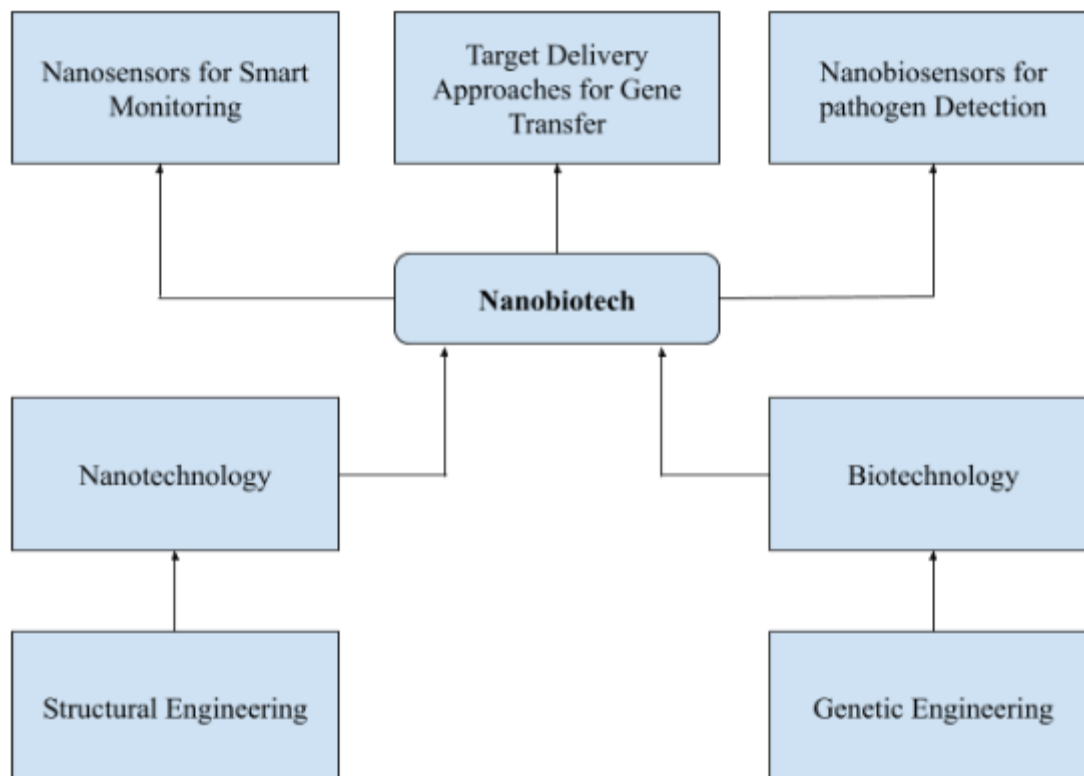 Nanosensors for Smart
Monitoring
Target Delivery
Approaches for Gene
Transfer
Nanobiosensors for
pathogen Detection
Nanobiotech
Nanotechnology
Biotechnology
Structural Engineering
Genetic Engineering